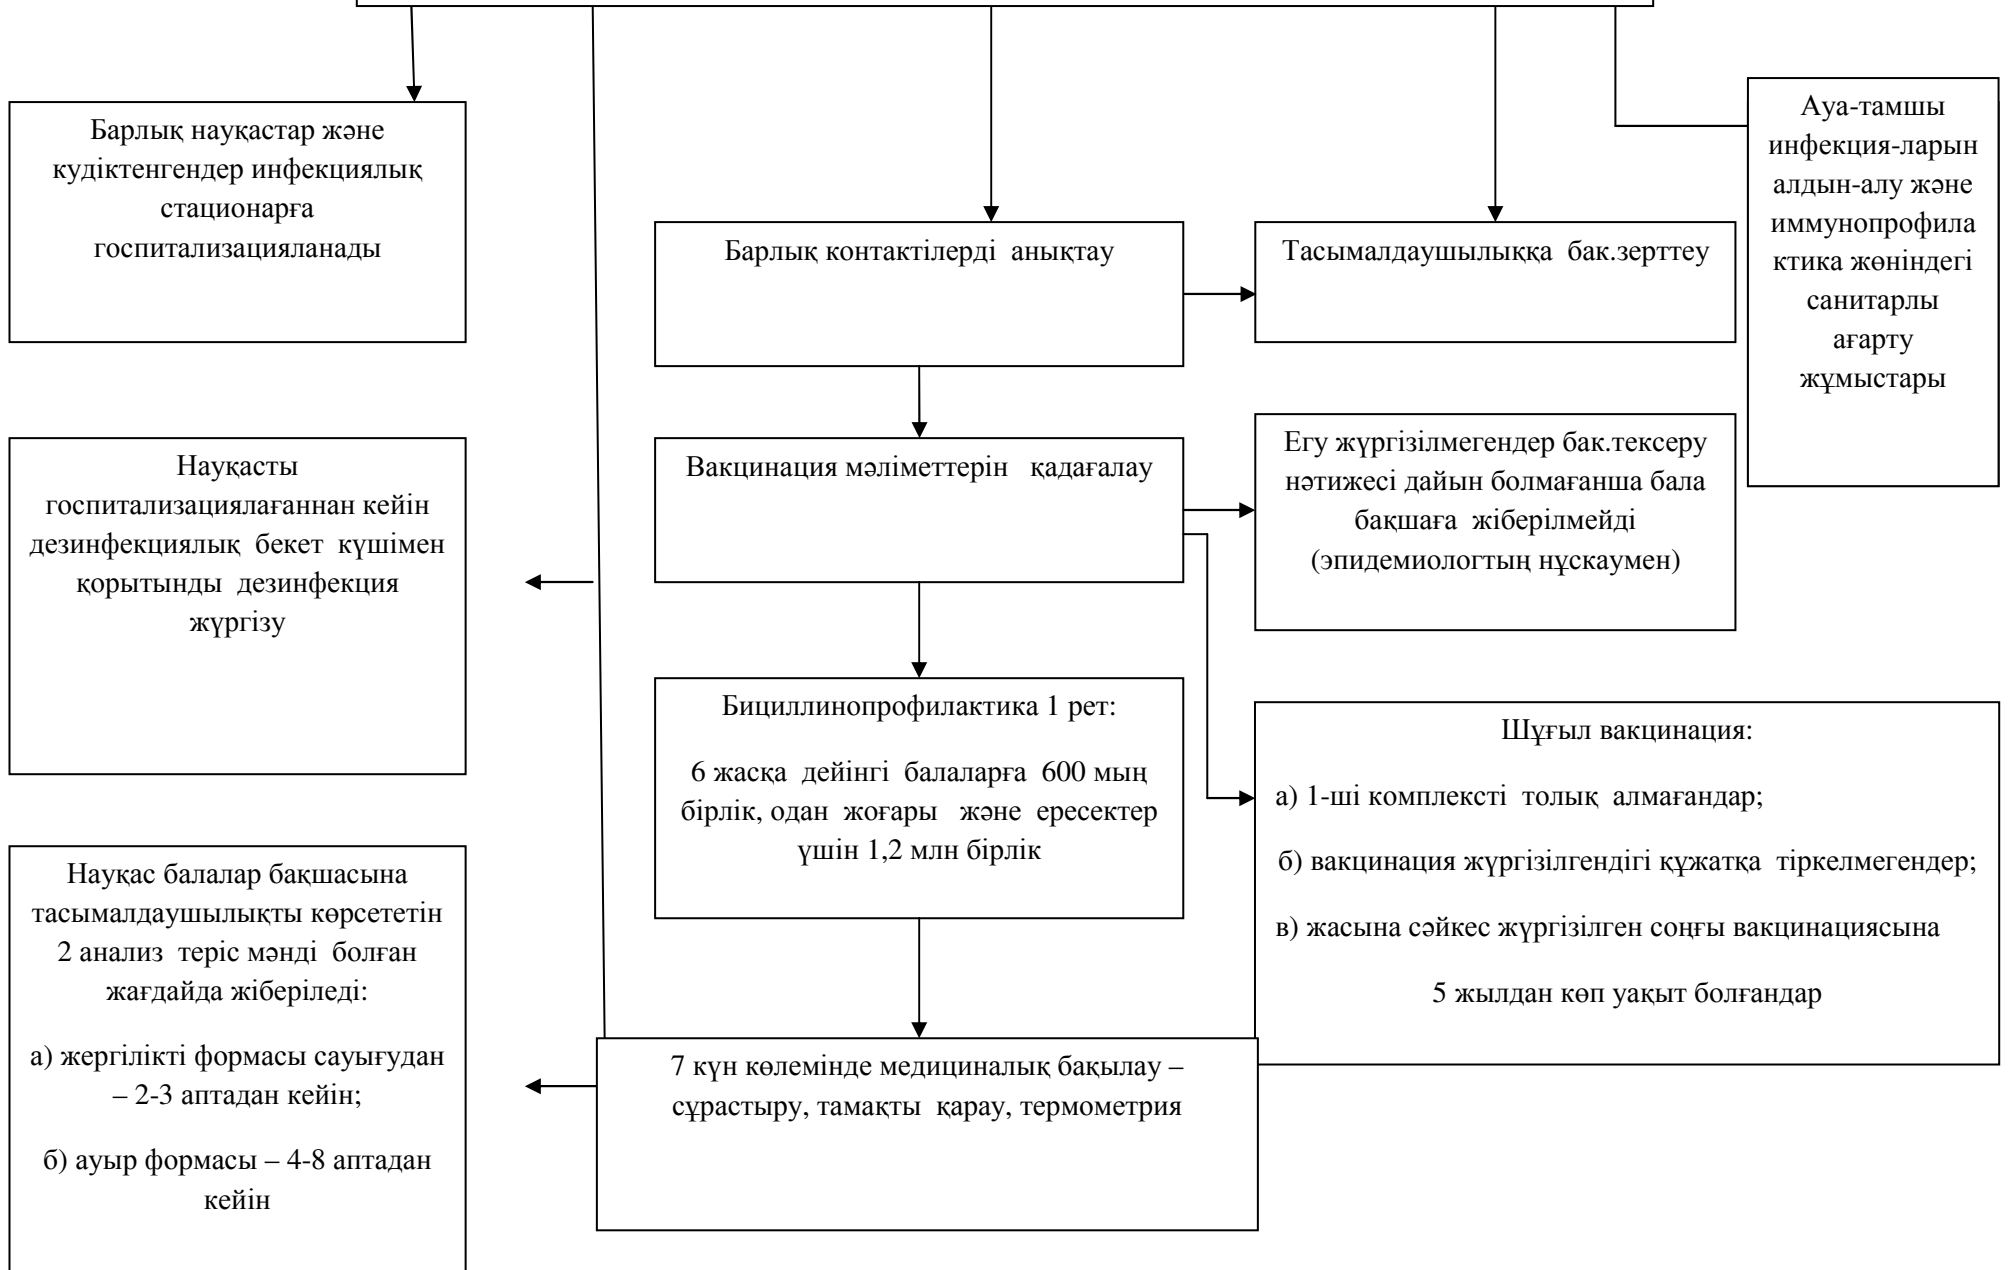 Барлық науқастар және
кудіктенгендер инфекциялық
стационарға
госпитализацияланады
Ауа-тамшы
инфекция-ларын
алдын-алу және
иммунопрофила
ктика жөніндегі
санитарлы
ағарту
жұмыстары
Барлық контактілерді анықтау
Тасымалдаушылыққа бак.зерттеу
Науқасты
госпитализациялағаннан кейін
дезинфекциялық бекет күшімен
қорытынды дезинфекция
жүргізу
Вакцинация мәліметтерін қадағалау
Егу жүргізілмегендер бак.тексеру
нәтижесі дайын болмағанша бала
бақшаға жіберілмейді
(эпидемиологтың нұскаумен)
Бициллинопрофилактика 1 рет:
6 жасқа дейінгі балаларға 600 мың
бірлік, одан жоғары және ересектер
үшін 1,2 млн бірлік
Шұғыл вакцинация:
а) 1-ші комплексті толық алмағандар;
б) вакцинация жүргізілгендігі құжатқа тіркелмегендер;
в) жасына сәйкес жүргізілген соңғы вакцинациясына
5 жылдан көп уақыт болғандар
Науқас балалар бақшасына
тасымалдаушылықты көрсететін
2 анализ теріс мәнді болған
жағдайда жіберіледі:
а) жергілікті формасы сауығудан
– 2-3 аптадан кейін;
б) ауыр формасы – 4-8 аптадан
кейін
7 күн көлемінде медициналық бақылау –
сұрастыру, тамақты қарау, термометрия